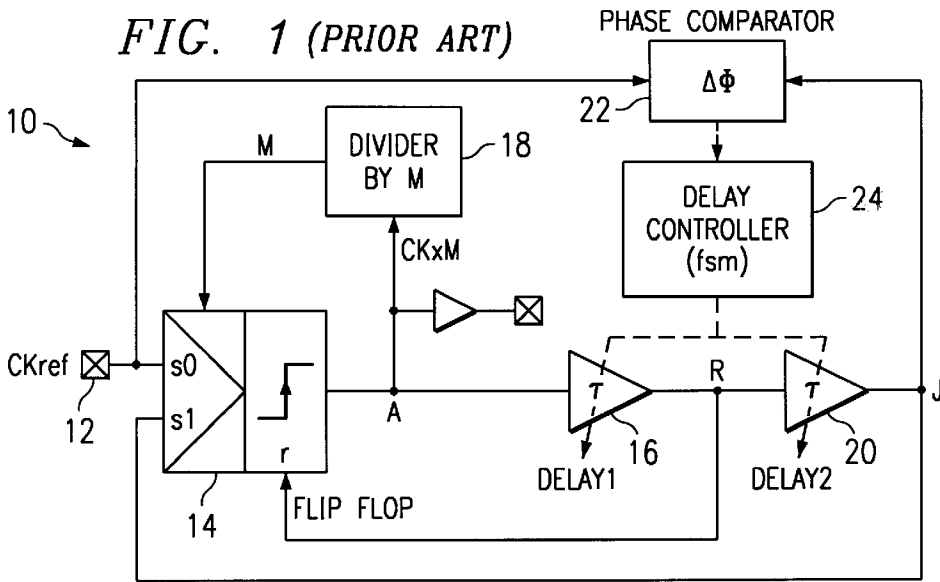 FIG. 1 (PRIOR ART)
PHASE COMPARATOR
ΔΦ
22
10
M
DIVIDER
BY M
18
DELAY
CONTROLLER
(fsm)
24
CKxM
CKref
12
s0
s1
r
14
A
τ
16
R
τ
20
J
DELAY1
DELAY2
FLIP FLOP